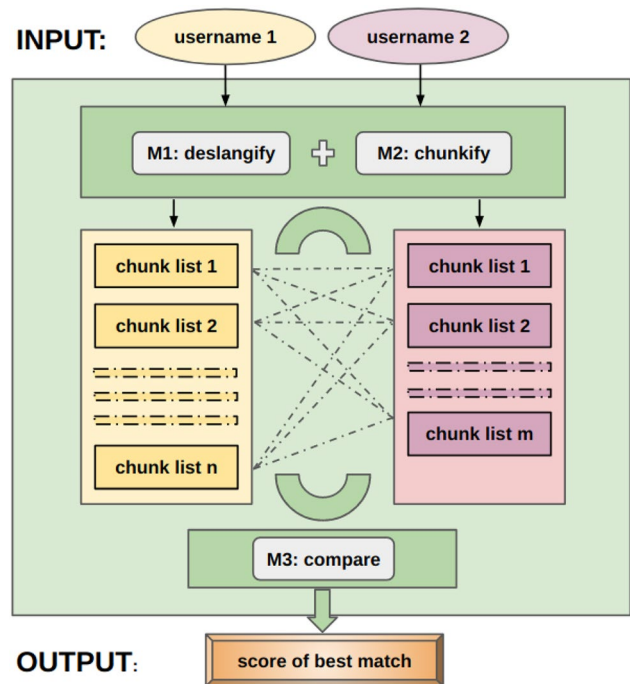 INPUT:
username 1
username 2
M1: deslangify
M2: chunkify
chunk list 1
chunk list 1
chunk list 2
chunk list 2
chunk list m
chunk list n
M3: compare
OUTPUT:
score of best match